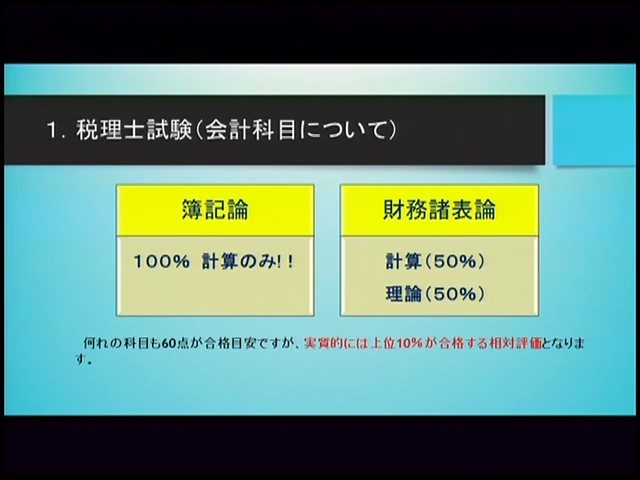 １．税理士試験（会計科目について）
簿記論
１００％ 計算のみ！！
財務諸表論
計算（５０％）
理論（５０％）
何れの科目も60点が合格目安ですが、実質的には上位10％が合格する相対評価となりま
す。